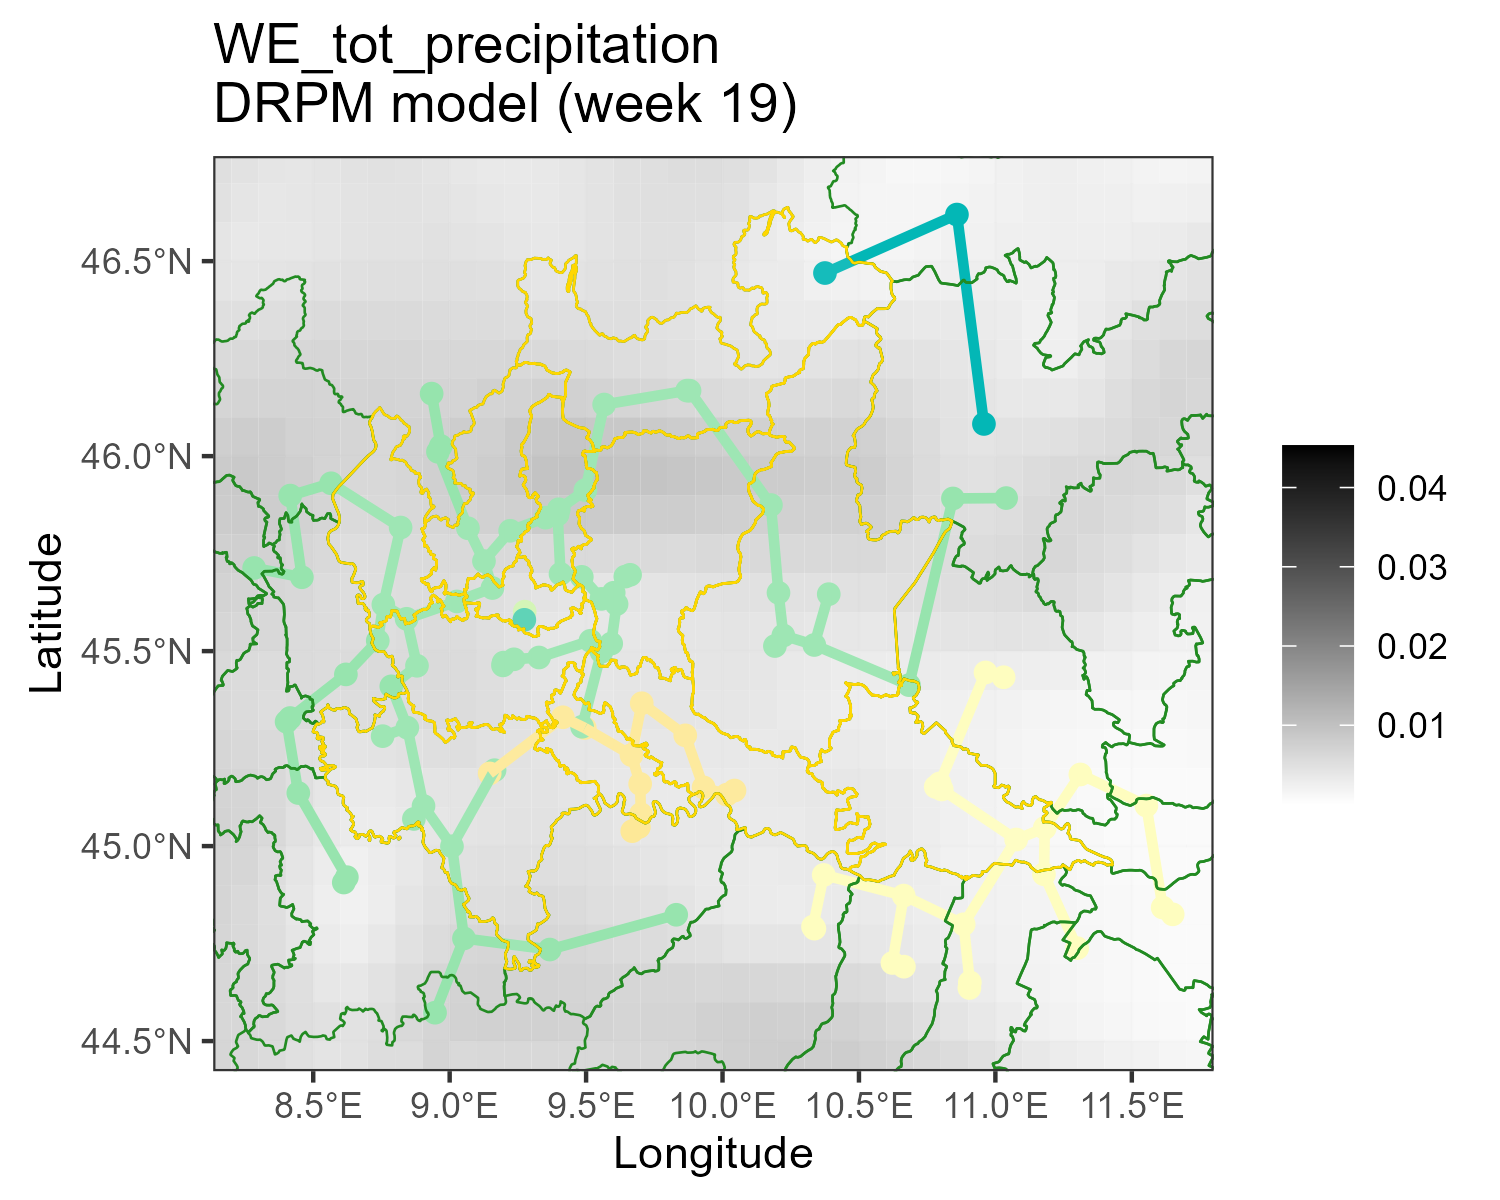 WE_tot_precipitation
DRPM model (week 19)
46.5°N
46.0°N
45.5°N
45.0°N
44.5°N
Latitude
8.5°E 9.0°E 9.5°E 10.0°E 10.5°E 11.0°E 11.5°E
Longitude
0.04
0.03
0.02
0.01